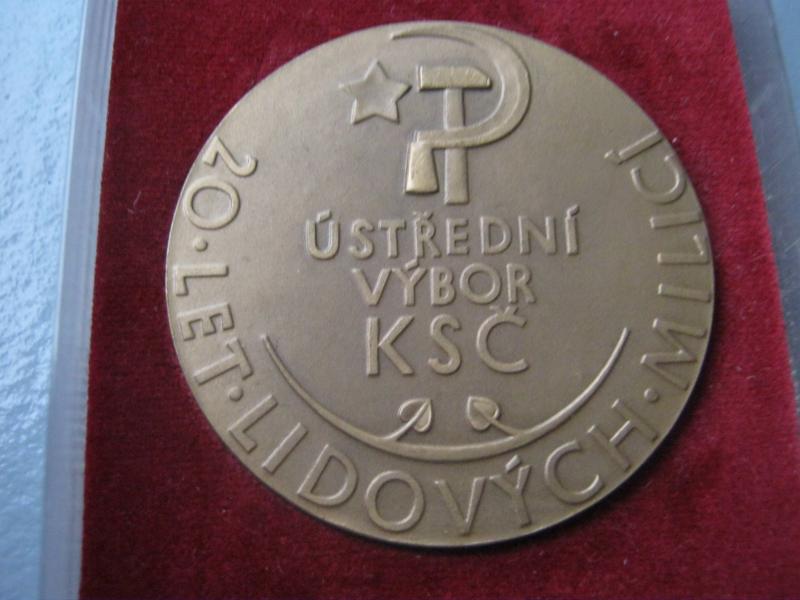 ÚSTŘEDNÍ
VÝBOR
KSČ
20·LET·LIDOVÝCH·MILICÍ